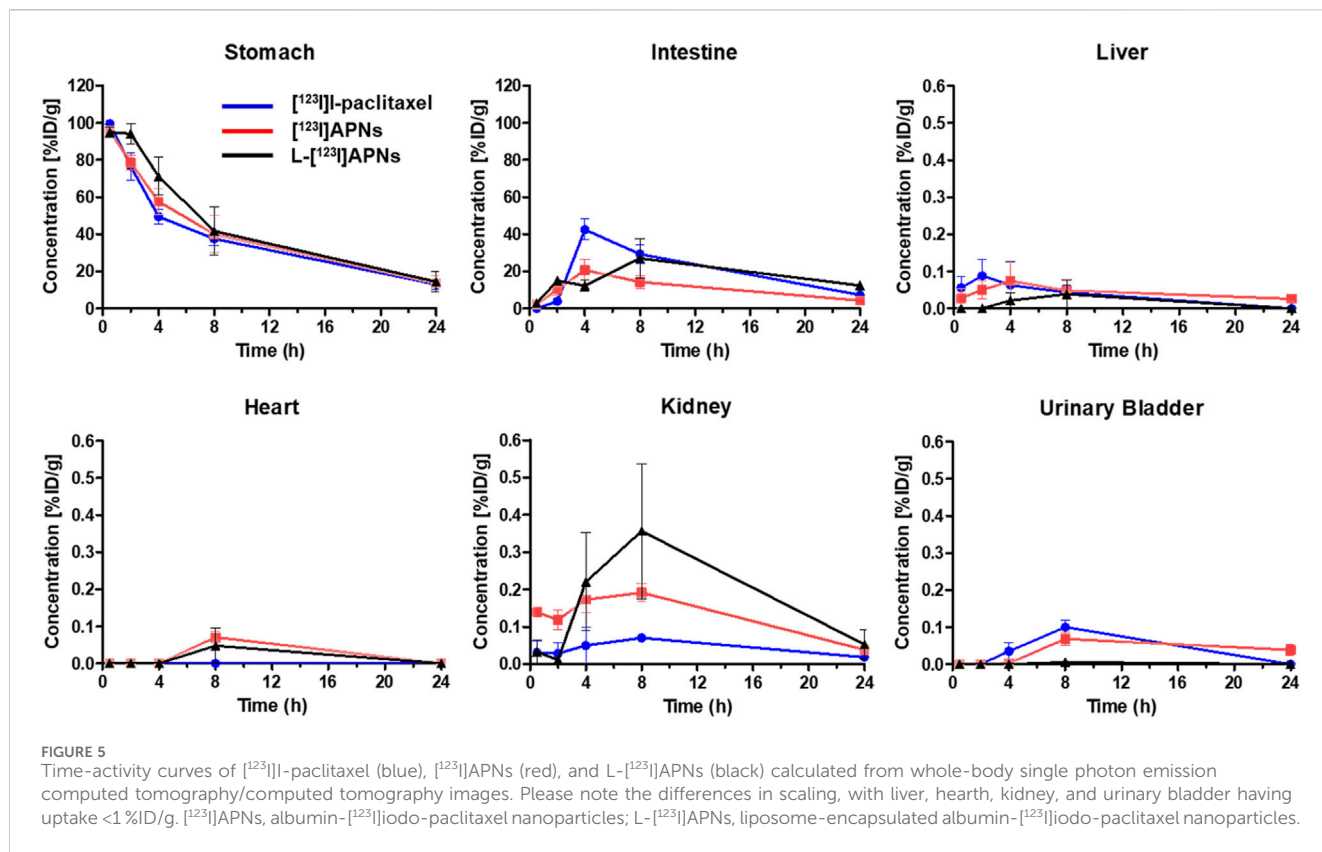 Stomach
Concentration [%ID/g]
120
100
80
60
40
20
0
0 4 8 12 16 20 24
Time (h)
[¹²³I]I-paclitaxel
[¹²³I]APNs
L-[¹²³I]APNs
Intestine
Concentration [%ID/g]
120
100
80
60
40
20
0
0 4 8 12 16 20 24
Time (h)
Liver
Concentration [%ID/g]
0.6
0.5
0.4
0.3
0.2
0.1
0.0
0 4 8 12 16 20 24
Time (h)
Heart
Concentration [%ID/g]
0.6
0.5
0.4
0.3
0.2
0.1
0.0
0 4 8 12 16 20 24
Time (h)
Kidney
Concentration [%ID/g]
0.6
0.5
0.4
0.3
0.2
0.1
0.0
0 4 8 12 16 20 24
Time (h)
Urinary Bladder
Concentration [%ID/g]
0.6
0.5
0.4
0.3
0.2
0.1
0.0
0 4 8 12 16 20 24
Time (h)
FIGURE 5
Time-activity curves of [¹²³I]I-paclitaxel (blue), [¹²³I]APNs (red), and L-[¹²³I]APNs (black) calculated from whole-body single photon emission
computed tomography/computed tomography images. Please note the differences in scaling, with liver, hearth, kidney, and urinary bladder having
uptake <1 %ID/g. [¹²³I]APNs, albumin-[¹²³I]iodo-paclitaxel nanoparticles; L-[¹²³I]APNs, liposome-encapsulated albumin-[¹²³I]iodo-paclitaxel nanoparticles.